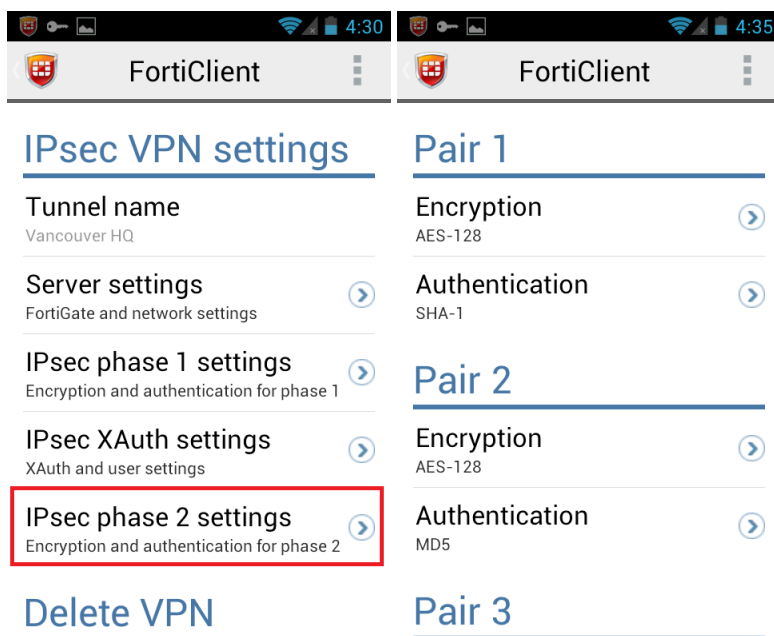 4:30
FortiClient
IPsec VPN settings
Tunnel name
Vancouver HQ
Server settings
FortiGate and network settings
IPsec phase 1 settings
Encryption and authentication for phase 1
IPsec XAuth settings
XAuth and user settings
IPsec phase 2 settings
Encryption and authentication for phase 2
Delete VPN
4:35
FortiClient
Pair 1
Encryption
AES-128
Authentication
SHA-1
Pair 2
Encryption
AES-128
Authentication
MD5
Pair 3